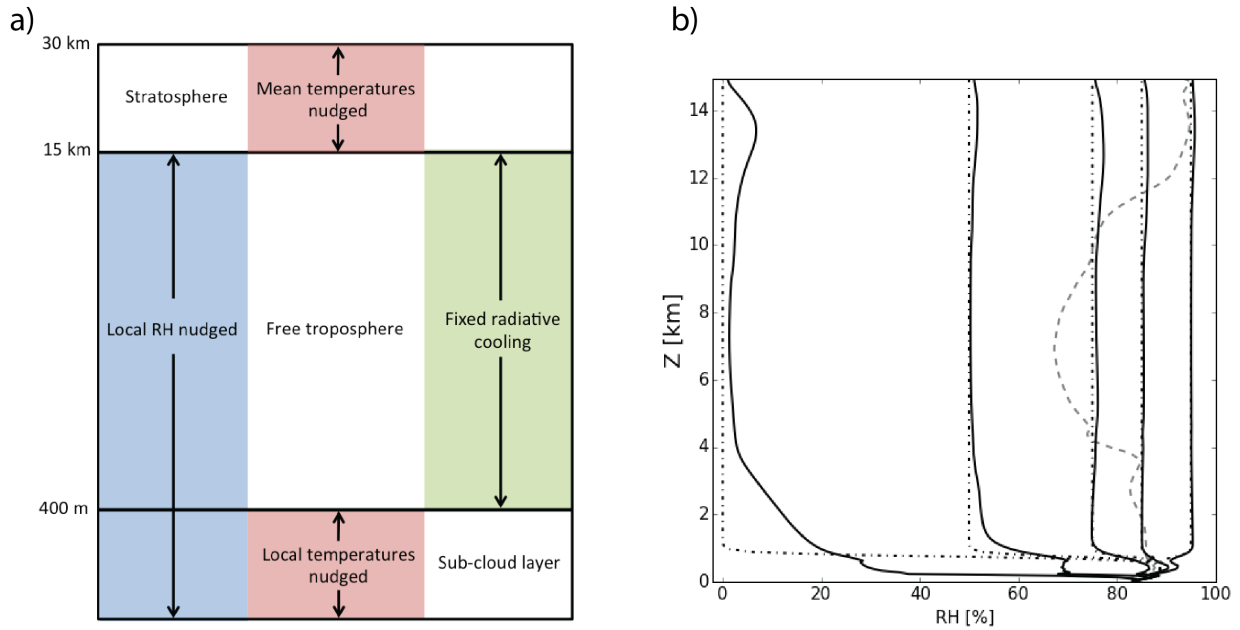 a)
30 km
Stratosphere
Mean temperatures
nudged
15 km
Local RH nudged
Free troposphere
Fixed radiative
cooling
400 m
Local temperatures
nudged
Sub-cloud layer
b)
Z [km]
14
12
10
8
6
4
2
0
0
20
40
60
80
100
RH [%]